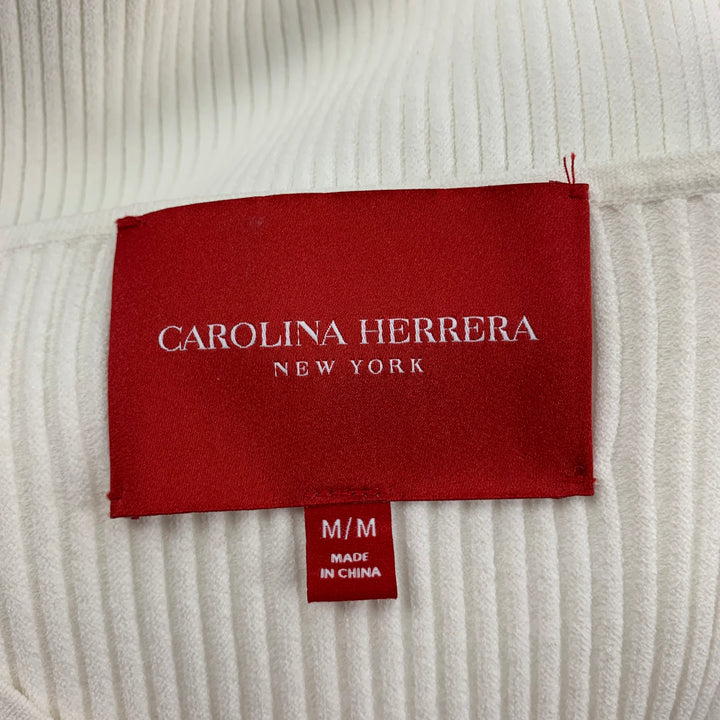 CAROLINA HERRERA
NEW YORK
M/M
MADE
IN CHINA